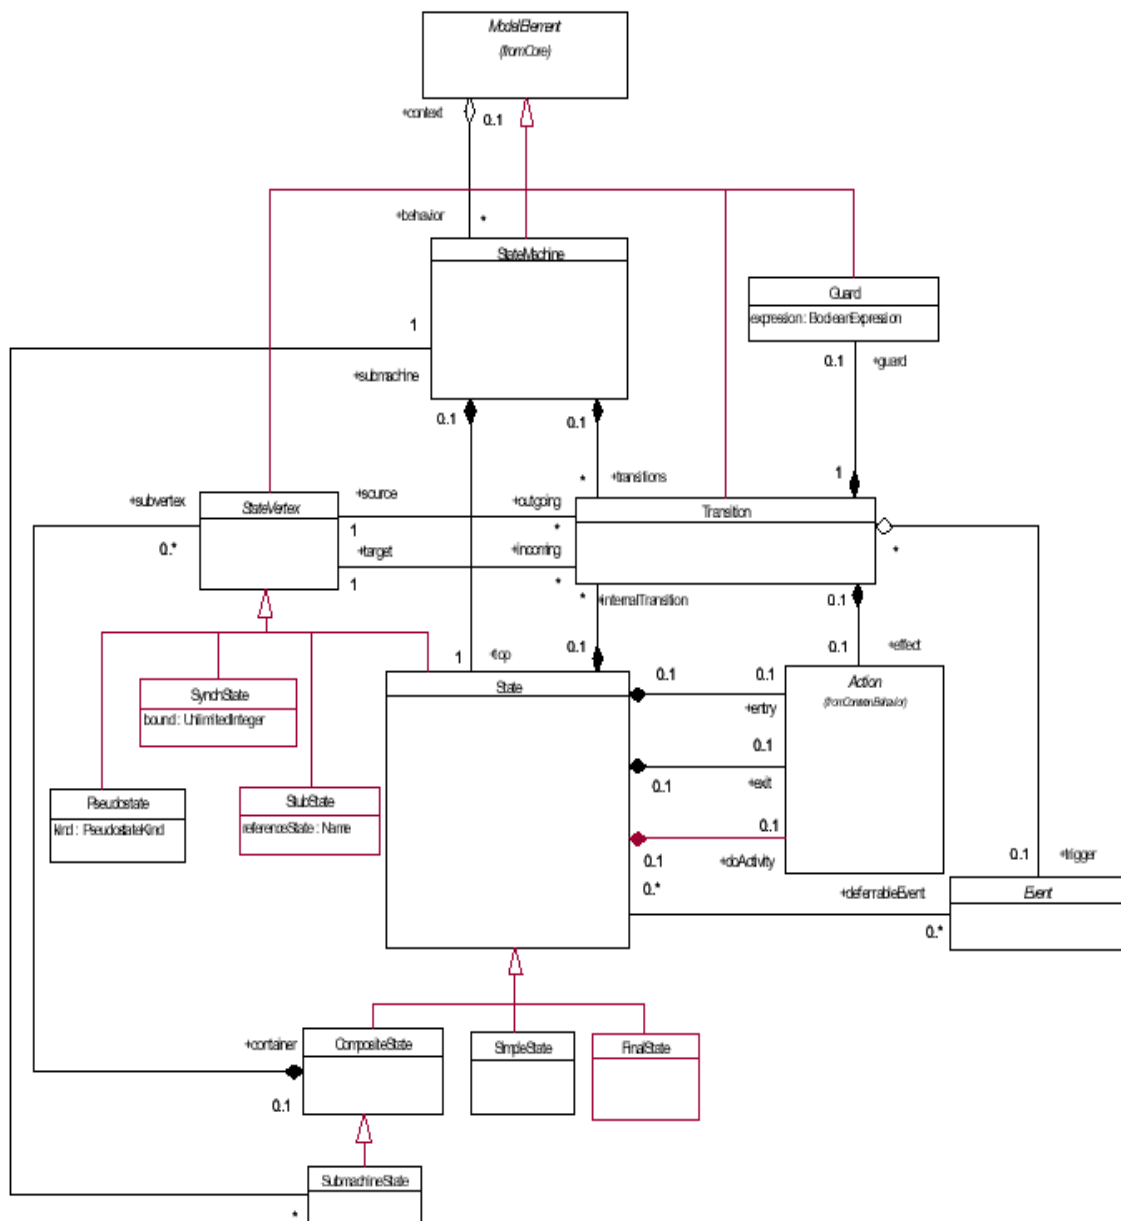 ModelElement
(fromCore)
+context
0..1
+behavior
*
StateMachine
Guard
expression : BooleanExpression
1
0..1
+guard
+submachine
0..1
0..1
*
+transitions
1
+subvertex
+source
+outgoing
StateVertex
Transition
0..*
1
*
*
+target
+incoming
1
*
*
+internalTransition
0..1
1
+top
0..1
0..1
+effect
SynchState
bound : UnlimitedInteger
State
0..1
0..1
Action
(fromCommonBehavior)
+entry
0..1
0..1
+exit
Pseudostate
kind : PseudostateKind
StubState
referenceState : Name
0..1
0..1
+doActivity
0..1
+trigger
0..*
+deferrableEvent
Event
0..*
+container
CompositeState
SimpleState
FinalState
0..1
SubmachineState
*